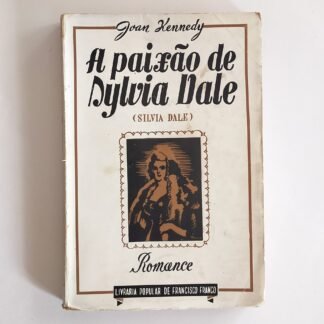 Joan Kennedy
A paixão de
Sylvia Dale
(SILVIA DALE)
Romance
LIVRARIA POPULAR DE FRANCISCO FRANCO